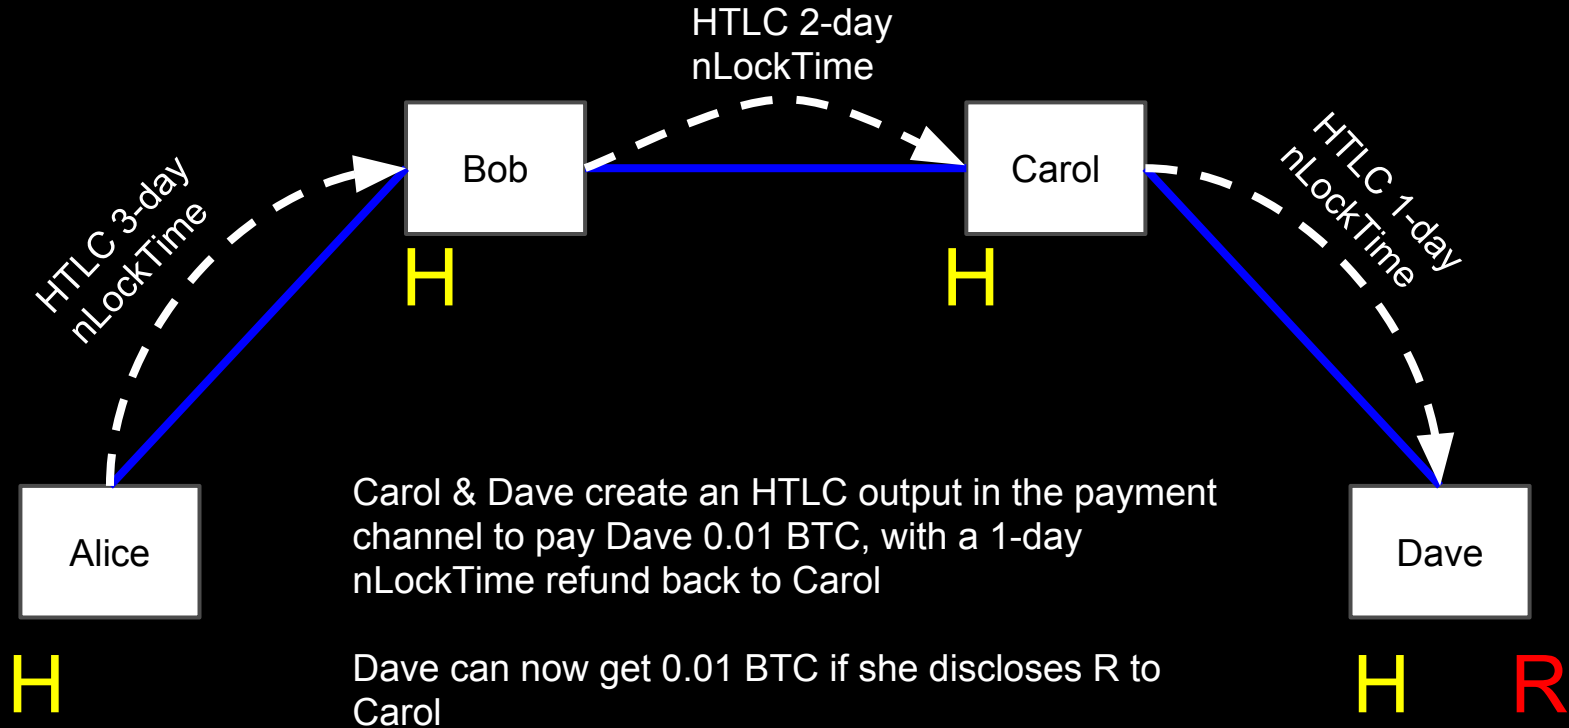 HTLC 2-day
nLockTime
HTLC 3-day
nLockTime
Bob
Carol
HTLC 1-day
nLockTime
H
H
Alice
Carol & Dave create an HTLC output in the payment
channel to pay Dave 0.01 BTC, with a 1-day
nLockTime refund back to Carol
Dave
Dave can now get 0.01 BTC if she discloses R to
Carol
H
H
R